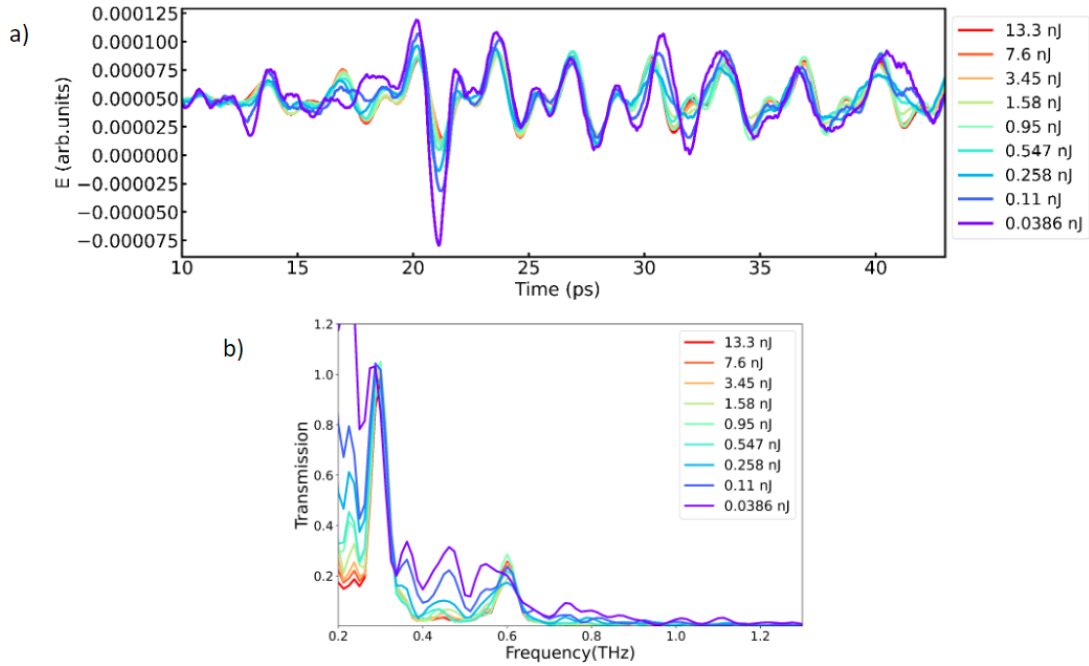 a)
E (arb.units)
0.000125
0.000100
0.000075
0.000050
0.000025
0.000000
−0.000025
−0.000050
−0.000075
10 15 20 25 30 35 40
Time (ps)
13.3 nJ
7.6 nJ
3.45 nJ
1.58 nJ
0.95 nJ
0.547 nJ
0.258 nJ
0.11 nJ
0.0386 nJ
b)
Transmission
1.2
1.0
0.8
0.6
0.4
0.2
0.2 0.4 0.6 0.8 1.0 1.2
Frequency(THz)
13.3 nJ
7.6 nJ
3.45 nJ
1.58 nJ
0.95 nJ
0.547 nJ
0.258 nJ
0.11 nJ
0.0386 nJ